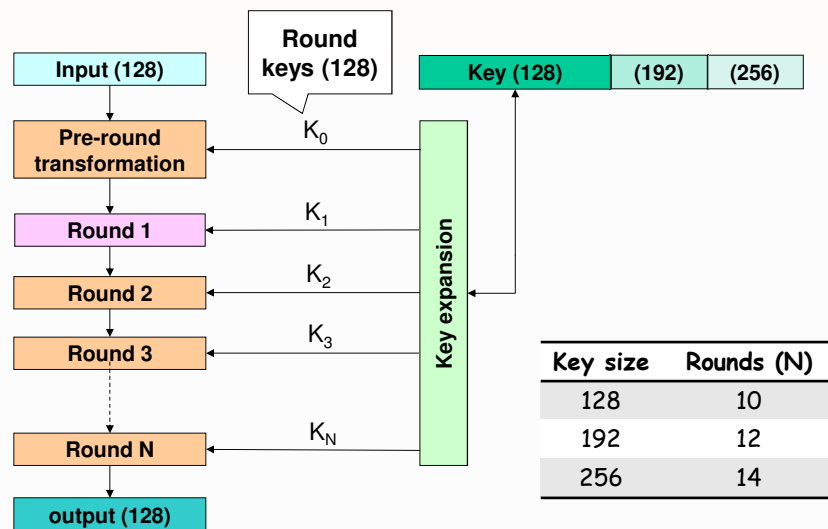 Round
keys (128)
Input (128)
Key (128) (192) (256)
Pre-round
transformation
K0
Round 1
K1
Round 2
K2
Round 3
K3
Round N
KN
output (128)
Key expansion
Key size Rounds (N)
128 10
192 12
256 14